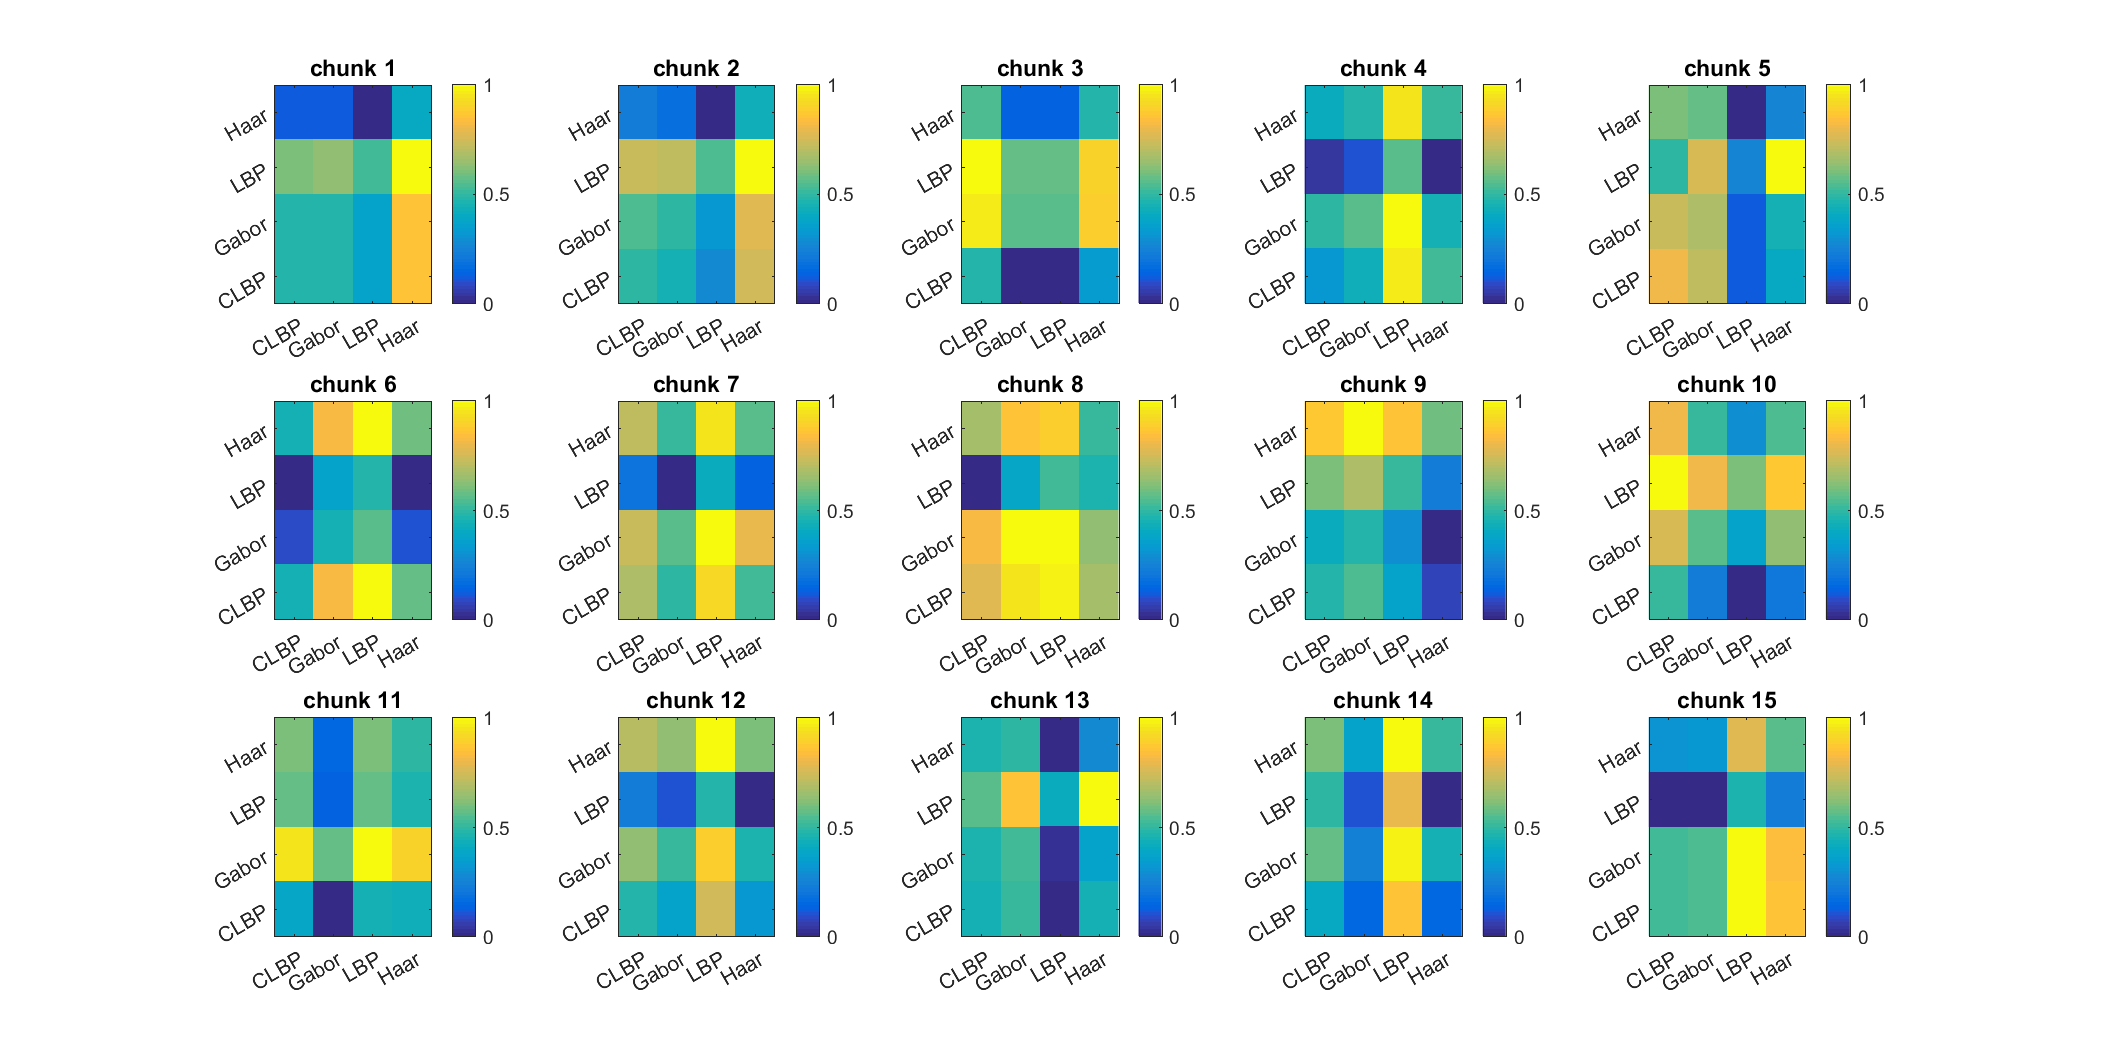 chunk 1
Haar
LBP
Gabor
CLBP
CLBP Gabor LBP Haar
1
0.5
0
chunk 2
Haar
LBP
Gabor
CLBP
CLBP Gabor LBP Haar
1
0.5
0
chunk 3
Haar
LBP
Gabor
CLBP
CLBP Gabor LBP Haar
1
0.5
0
chunk 4
Haar
LBP
Gabor
CLBP
CLBP Gabor LBP Haar
1
0.5
0
chunk 5
Haar
LBP
Gabor
CLBP
CLBP Gabor LBP Haar
1
0.5
0
chunk 6
Haar
LBP
Gabor
CLBP
CLBP Gabor LBP Haar
1
0.5
0
chunk 7
Haar
LBP
Gabor
CLBP
CLBP Gabor LBP Haar
1
0.5
0
chunk 8
Haar
LBP
Gabor
CLBP
CLBP Gabor LBP Haar
1
0.5
0
chunk 9
Haar
LBP
Gabor
CLBP
CLBP Gabor LBP Haar
1
0.5
0
chunk 10
Haar
LBP
Gabor
CLBP
CLBP Gabor LBP Haar
1
0.5
0
chunk 11
Haar
LBP
Gabor
CLBP
CLBP Gabor LBP Haar
1
0.5
0
chunk 12
Haar
LBP
Gabor
CLBP
CLBP Gabor LBP Haar
1
0.5
0
chunk 13
Haar
LBP
Gabor
CLBP
CLBP Gabor LBP Haar
1
0.5
0
chunk 14
Haar
LBP
Gabor
CLBP
CLBP Gabor LBP Haar
1
0.5
0
chunk 15
Haar
LBP
Gabor
CLBP
CLBP Gabor LBP Haar
1
0.5
0